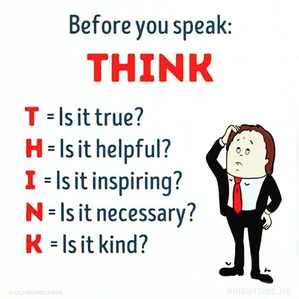 Before you speak:
THINK
T = Is it true?
H = Is it helpful?
I = Is it inspiring?
N = Is it necessary?
K = Is it kind?
BRIGHTSIDE.ME